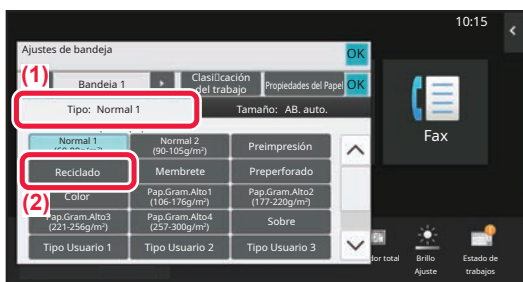 10:15
Ajustes de bandeja
OK
(1)
Bandeja 1
Clasi cación
del trabajo
Propiedades del Papel
OK
Tipo: Normal 1
Tamaño: AB. auto.
Normal 1
Normal 2
(90-105g/m²)
Preimpresión
Reciclado
Membrete
Preperforado
(2)
Color
Pap.Gram.Alto1
(106-176g/m²)
Pap.Gram.Alto2
(177-220g/m²)
Pap.Gram.Alto3
(221-256g/m²)
Pap.Gram.Alto4
(257-300g/m²)
Sobre
Tipo Usuario 1
Tipo Usuario 2
Tipo Usuario 3
Fax
total
Brillo
Ajuste
Estado de
trabajos